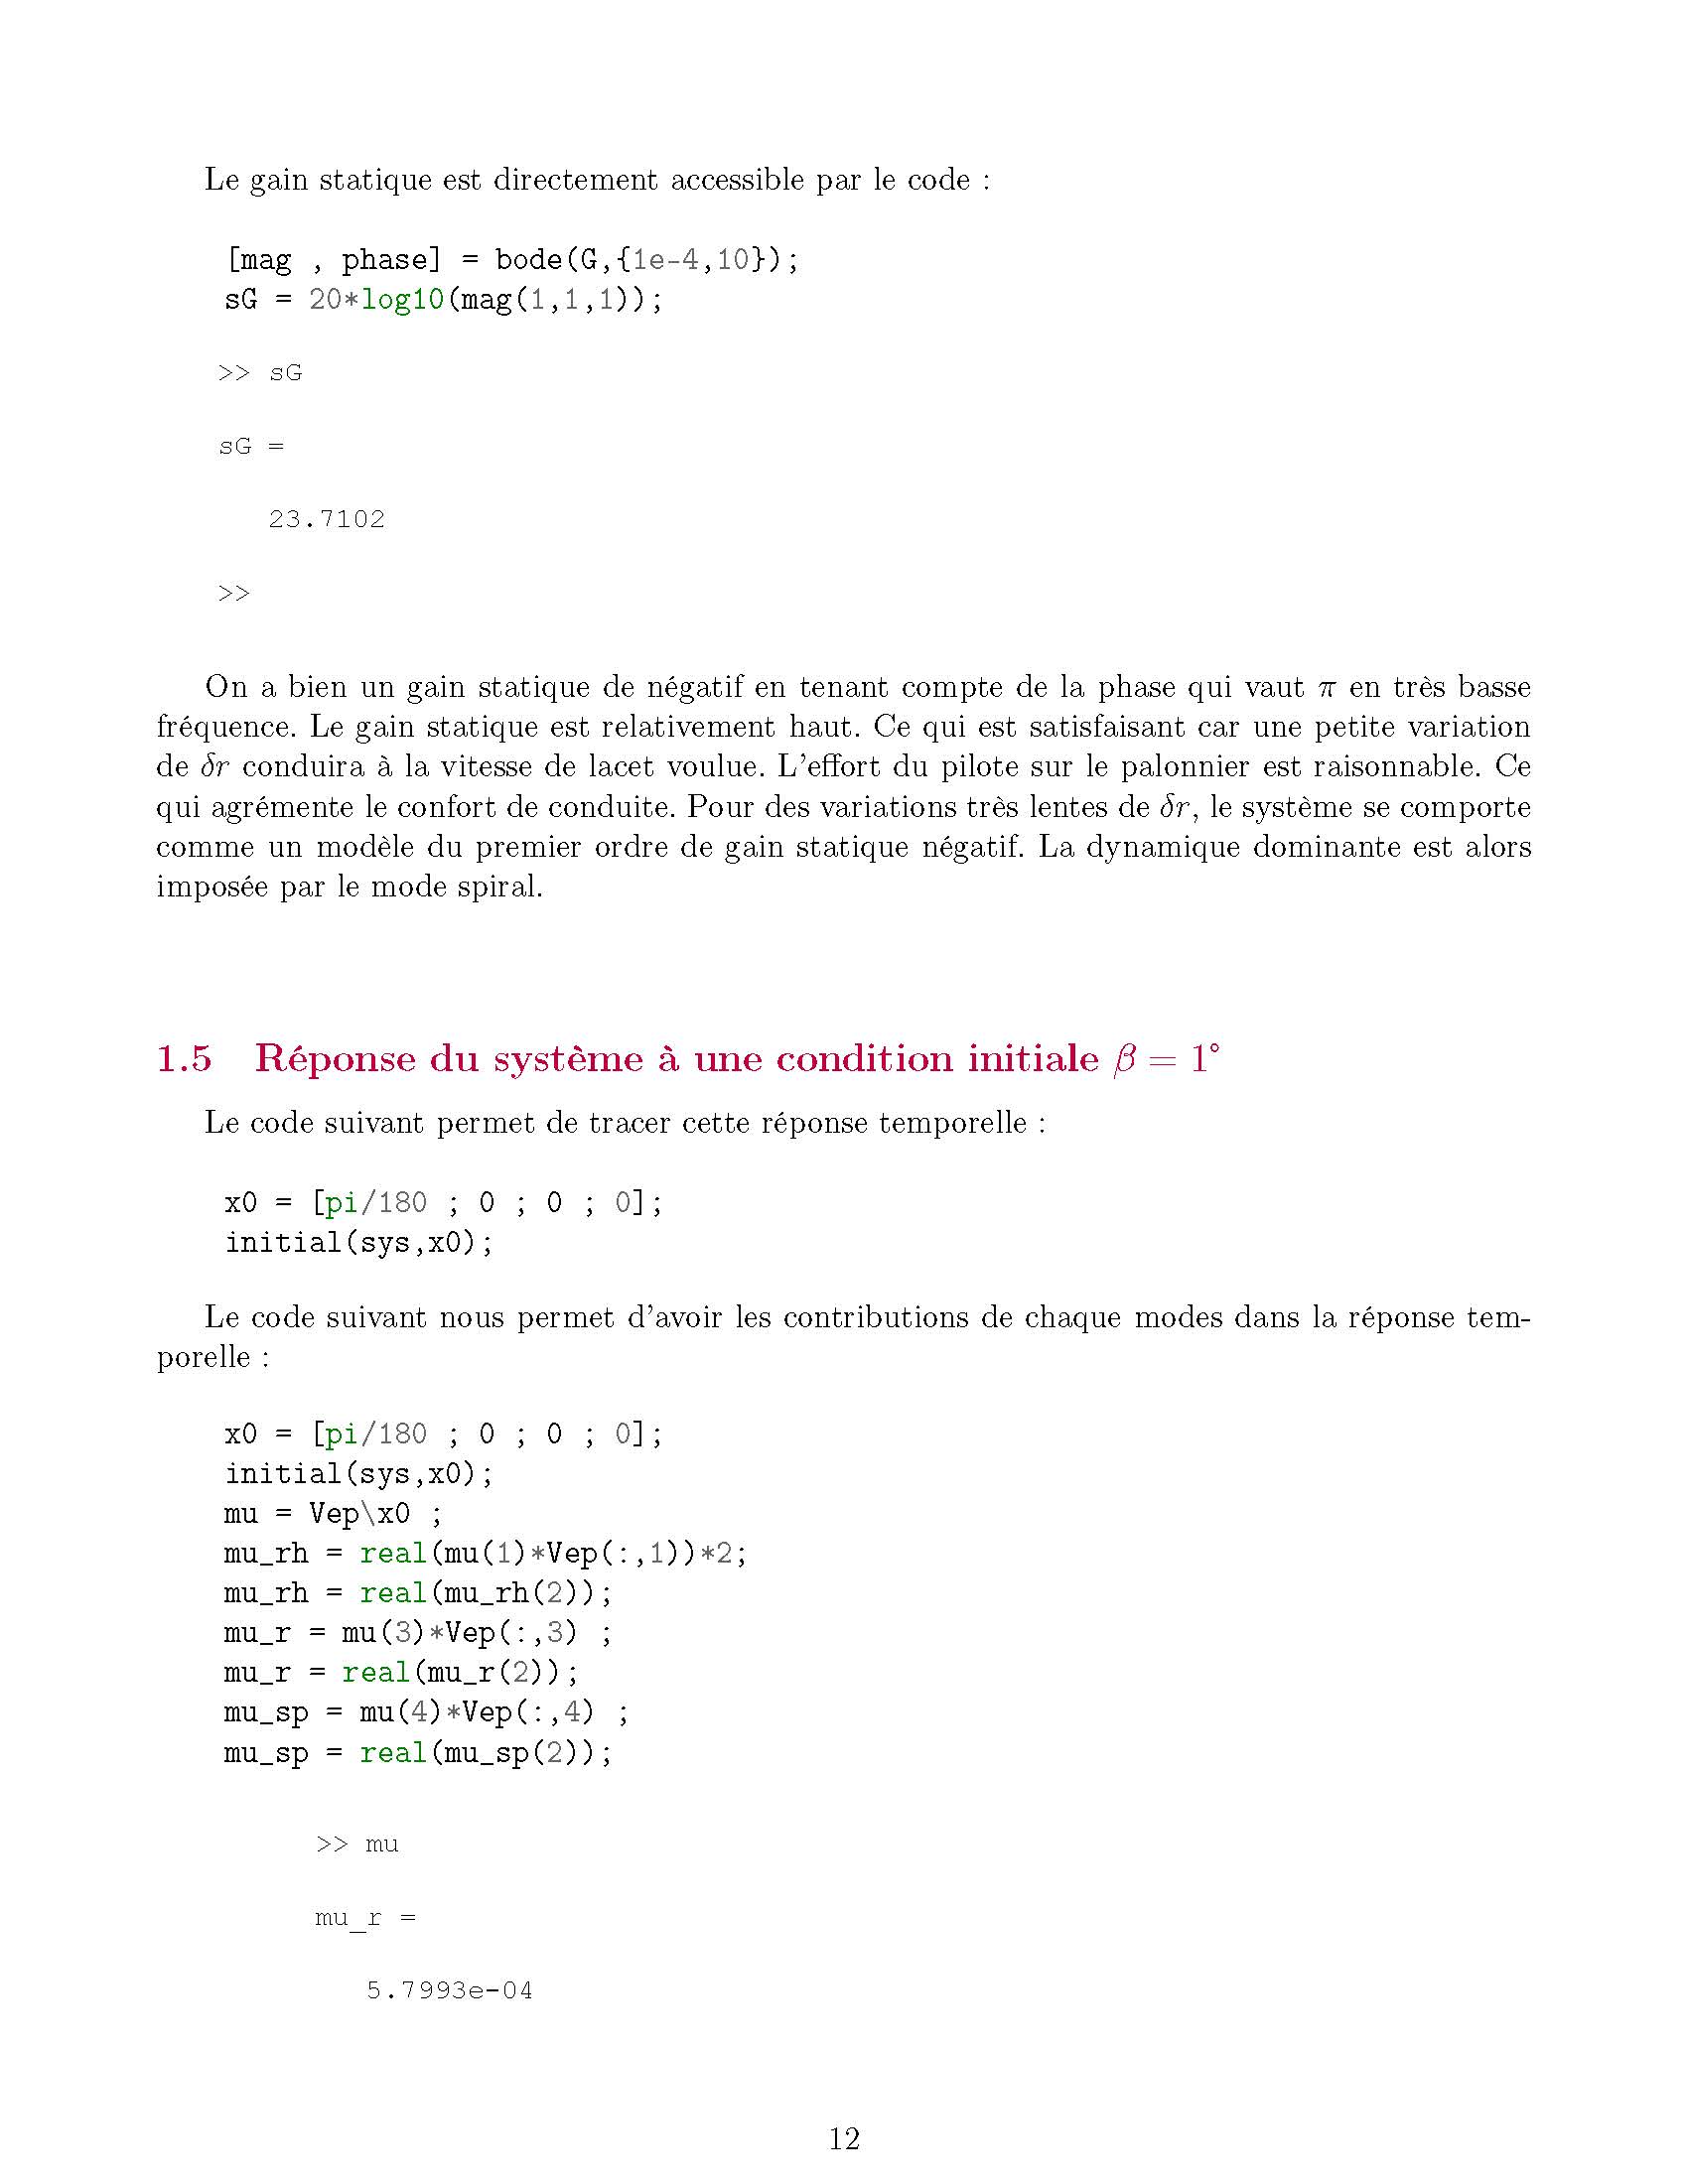 Le gain statique est directement accessible par le code :
[mag , phase] = bode(G,{1e-4,10});
sG = 20*log10(mag(1,1,1));
>> sG
sG =
23.7102
>>
On a bien un gain statique de négatif en tenant compte de la phase qui vaut π en très basse
fréquence. Le gain statique est relativement haut. Ce qui est satisfaisant car une petite variation
de δr conduira à la vitesse de lacet voulue. L'effort du pilote sur le palonnier est raisonnable. Ce
qui agrémente le confort de conduite. Pour des variations très lentes de δr, le système se comporte
comme un modèle du premier ordre de gain statique négatif. La dynamique dominante est alors
imposée par le mode spiral.
1.5 Réponse du système à une condition initiale β = 1°
Le code suivant permet de tracer cette réponse temporelle :
x0 = [pi/180 ; 0 ; 0 ; 0];
initial(sys,x0);
Le code suivant nous permet d'avoir les contributions de chaque modes dans la réponse tem-
porelle :
x0 = [pi/180 ; 0 ; 0 ; 0];
initial(sys,x0);
mu = Vep\x0 ;
mu_rh = real(mu(1)*Vep(:,1))*2;
mu_rh = real(mu_rh(2));
mu_r = mu(3)*Vep(:,3) ;
mu_r = real(mu_r(2));
mu_sp = mu(4)*Vep(:,4) ;
mu_sp = real(mu_sp(2));
>> mu
mu_r =
5.7993e-04
12